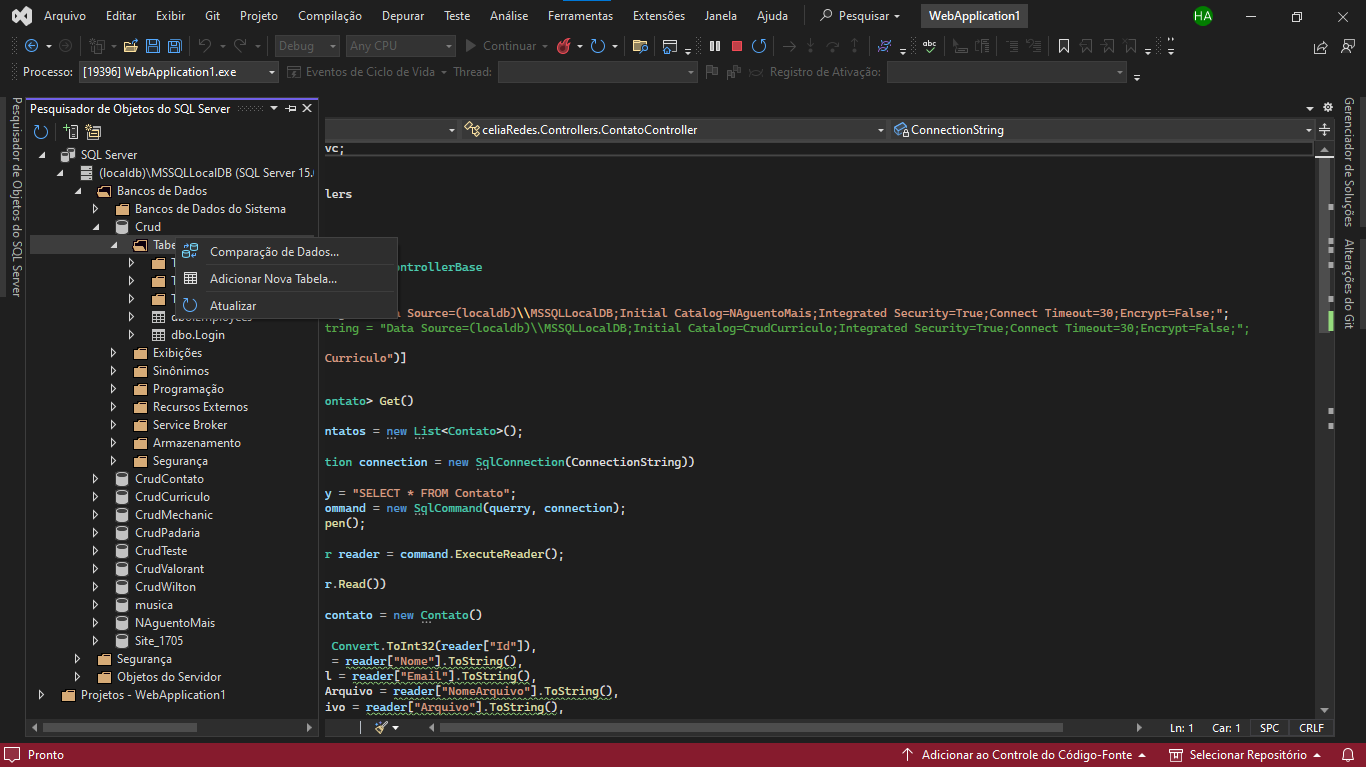 Arquivo Editar Exibir Git Projeto Compilação Depurar Teste Análise Ferramentas Extensões Janela Ajuda Pesquisar WebApplication1 HA
Debug Any CPU Continuar abc
Processo: [19396] WebApplication1.exe Eventos de Ciclo de Vida Thread: Registro de Ativação:
Pesquisador de Objetos do SQL Server
Pesquisador de Objetos do SQL Server
celiaRedes.Controllers.ContatoController ConnectionString
Gerenciador de Soluções
Alterações do Git
SQL Server
(localdb)\MSSQLLocalDB (SQL Server 15.
Bancos de Dados
Bancos de Dados do Sistema
Crud
Tabe
T
T
T
dbo.Employees
dbo.Login
Exibições
Sinônimos
Programação
Recursos Externos
Service Broker
Armazenamento
Segurança
CrudContato
CrudCurriculo
CrudMechanic
CrudPadaria
CrudTeste
CrudValorant
CrudWilton
musica
NAguentoMais
Site_1705
Segurança
Objetos do Servidor
Projetos - WebApplication1
Comparação de Dados...
Adicionar Nova Tabela...
Atualizar
vc;
lers
ontrollerBase
a Source=(localdb)\\MSSQLLocalDB;Initial Catalog=NAguentoMais;Integrated Security=True;Connect Timeout=30;Encrypt=False;";
tring = "Data Source=(localdb)\\MSSQLLocalDB;Initial Catalog=CrudCurriculo;Integrated Security=True;Connect Timeout=30;Encrypt=False;";
Curriculo")]
ontato> Get()
ntatos = new List<Contato>();
tion connection = new SqlConnection(ConnectionString))
y = "SELECT * FROM Contato";
ommand = new SqlCommand(querry, connection);
pen();
r reader = command.ExecuteReader();
r.Read())
contato = new Contato()
Convert.ToInt32(reader["Id"]),
= reader["Nome"].ToString(),
l = reader["Email"].ToString(),
Arquivo = reader["NomeArquivo"].ToString(),
ivo = reader["Arquivo"].ToString(),
Ln: 1 Car: 1 SPC CRLF
Pronto Adicionar ao Controle do Código-Fonte Selecionar Repositório